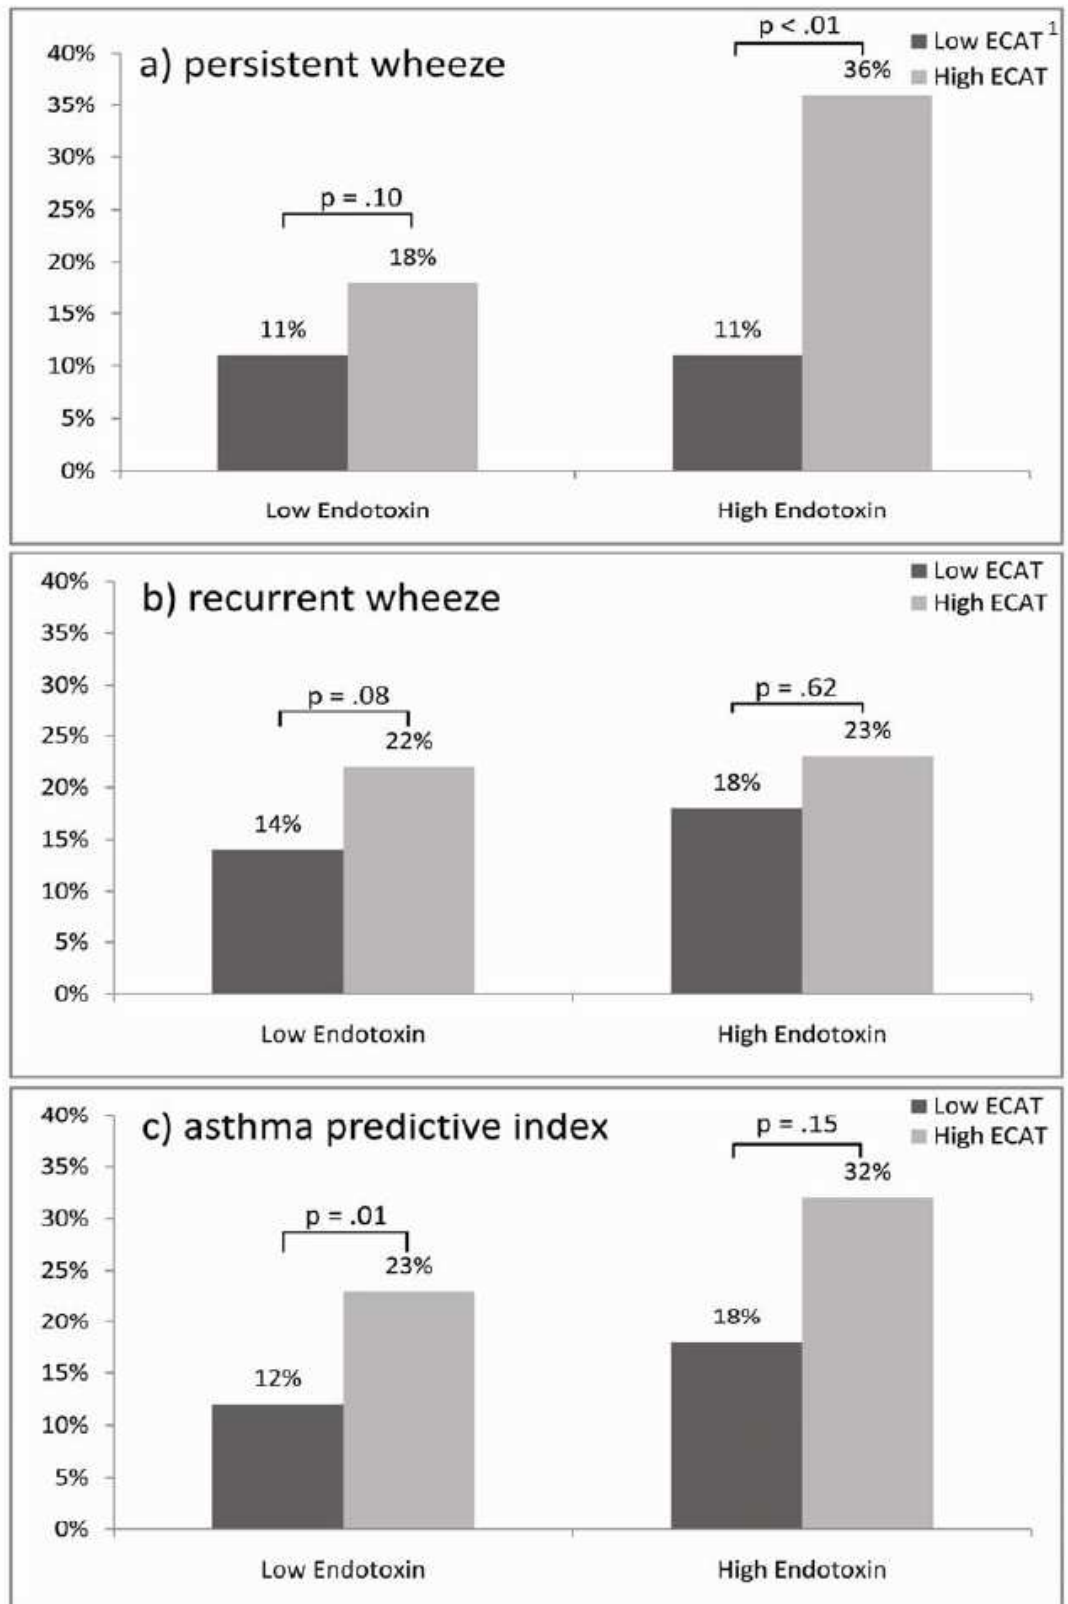 a) persistent wheeze
p < .01
Low ECAT 1
High ECAT
40%
35%
30%
25%
20%
15%
10%
5%
0%
p = .10
11%
18%
11%
36%
Low Endotoxin
High Endotoxin
b) recurrent wheeze
Low ECAT
High ECAT
40%
35%
30%
25%
20%
15%
10%
5%
0%
p = .08
p = .62
14%
22%
18%
23%
Low Endotoxin
High Endotoxin
c) asthma predictive index
Low ECAT
High ECAT
40%
35%
30%
25%
20%
15%
10%
5%
0%
p = .01
p = .15
12%
23%
18%
32%
Low Endotoxin
High Endotoxin